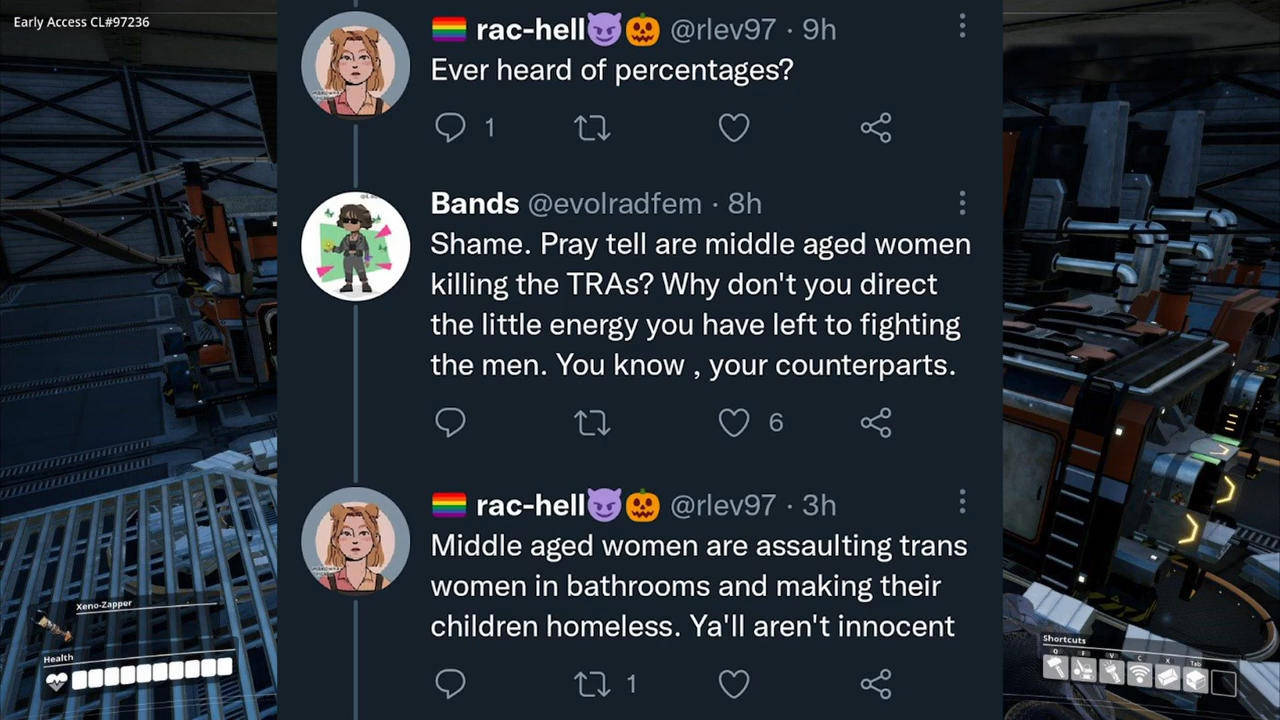 Early Access CL#97236
rac-hell😈🎃 @rlev97 · 9h
Ever heard of percentages?
1
Bands @evolradfem · 8h
Shame. Pray tell are middle aged women
killing the TRAs? Why don't you direct
the little energy you have left to fighting
the men. You know , your counterparts.
6
rac-hell😈🎃 @rlev97 · 3h
Middle aged women are assaulting trans
women in bathrooms and making their
children homeless. Ya'll aren't innocent
1
Xeno-Zapper
Health
Shortcuts
Q F V C X Tab